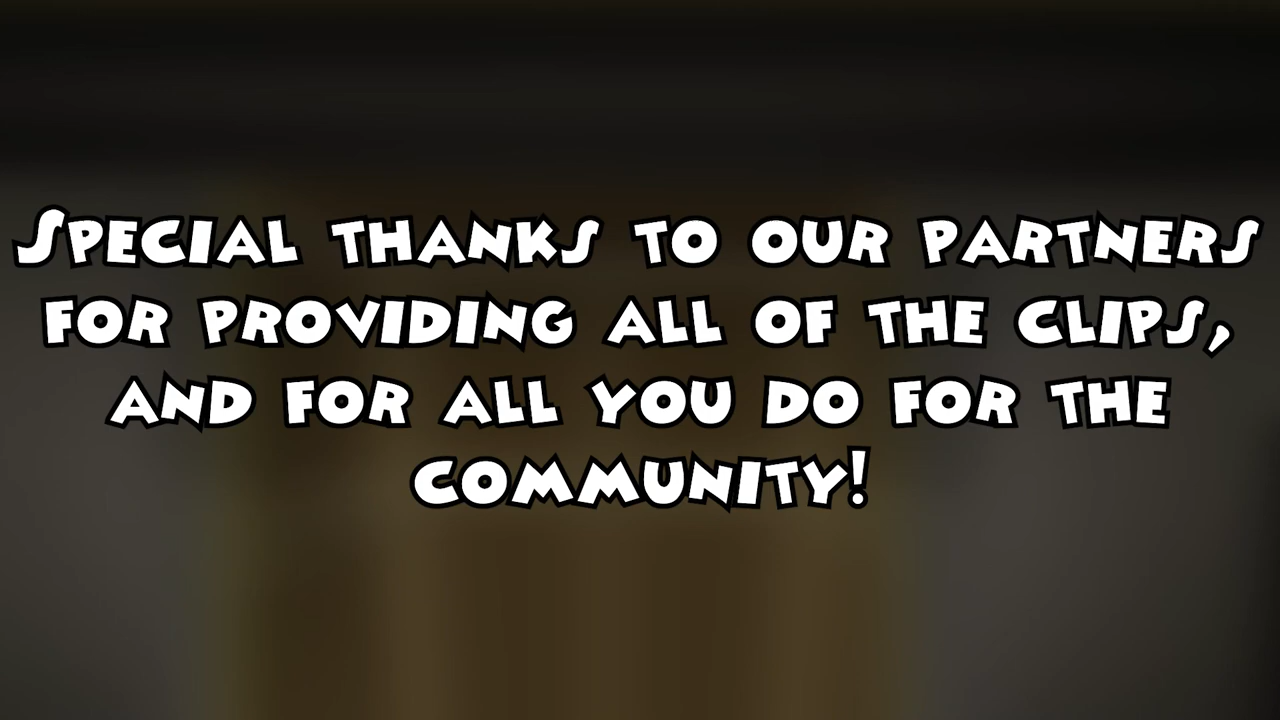 Special thanks to our partners
for providing all of the clips,
and for all you do for the
community!